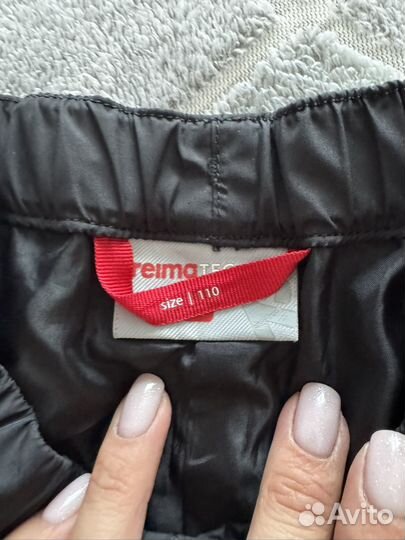 reima TEC
size | 110
Avito